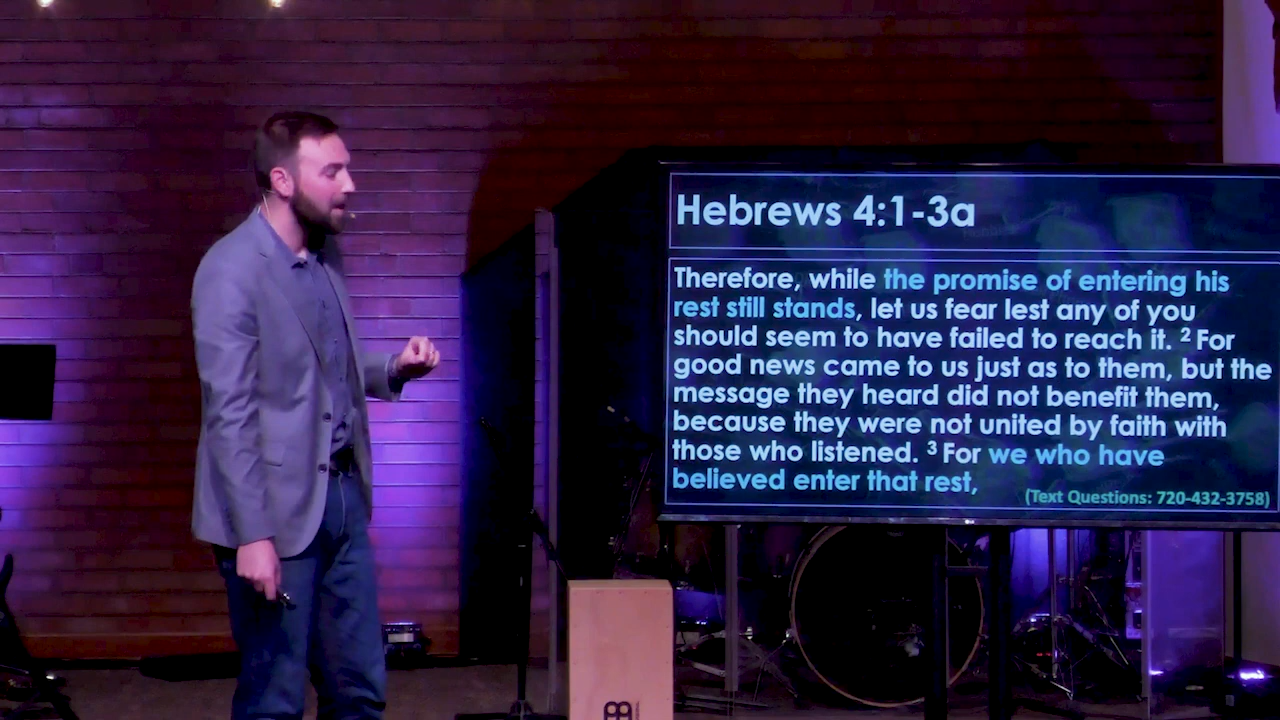 Hebrews 4:1-3a
Therefore, while the promise of entering his
rest still stands, let us fear lest any of you
should seem to have failed to reach it. ² For
good news came to us just as to them, but the
message they heard did not benefit them,
because they were not united by faith with
those who listened. ³ For we who have
believed enter that rest,
(Text Questions: 720-432-3758)